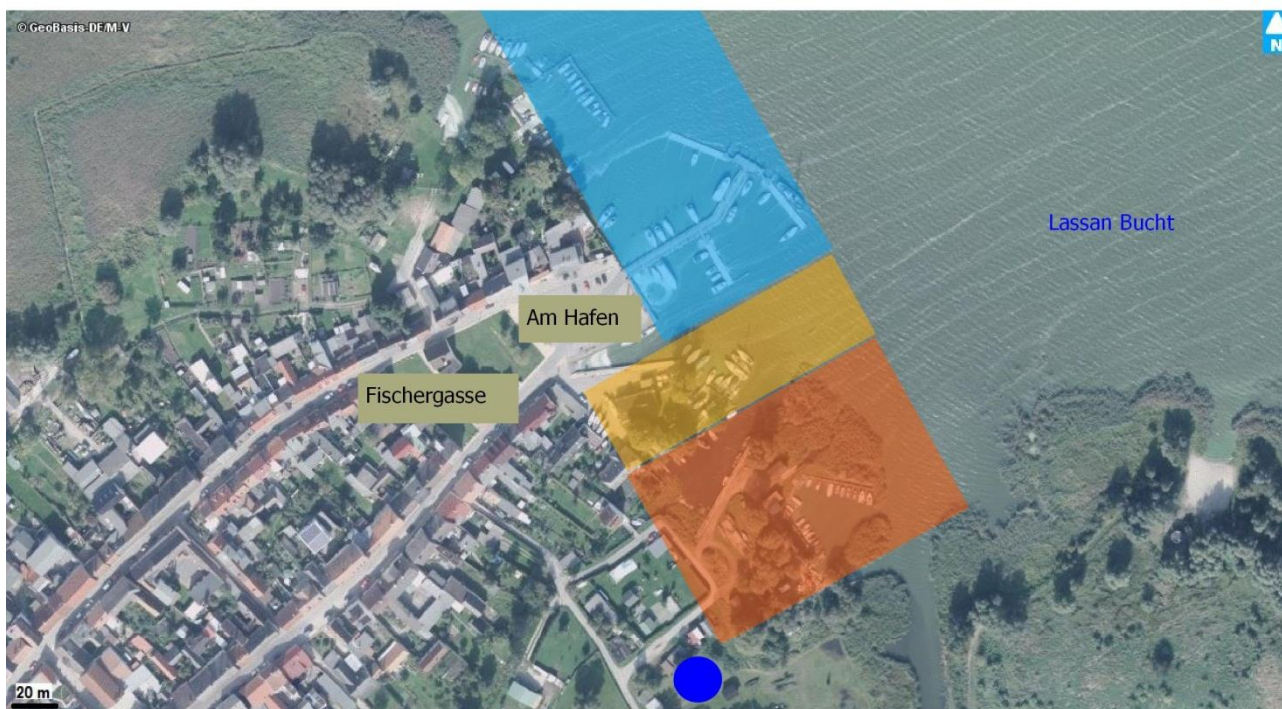 © GeoBasis-DE/M-V
N
Lassan Bucht
Am Hafen
Fischergasse
20 m